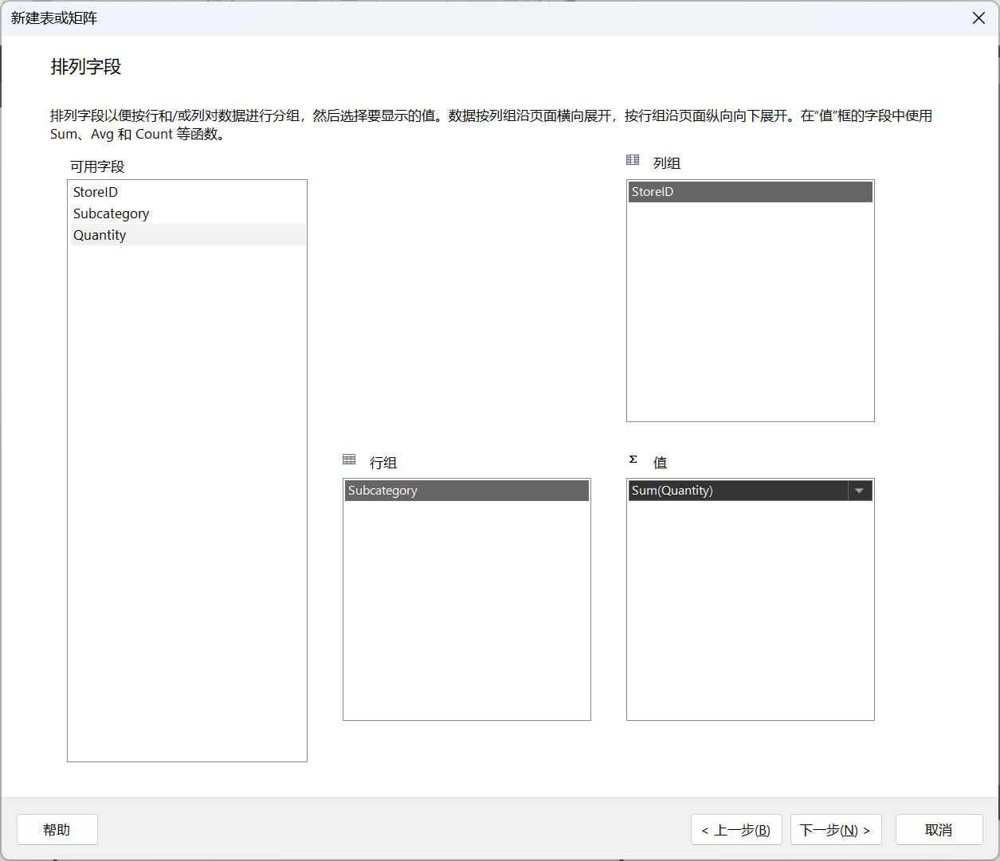 新建表或矩阵
排列字段
排列字段以便按行和/或列对数据进行分组，然后选择要显示的值。数据按列组沿页面横向展开，按行组沿页面纵向向下展开。在“值”框的字段中使用
Sum、Avg 和 Count 等函数。
可用字段
StoreID
Subcategory
Quantity
列组
StoreID
行组
Subcategory
Σ 值
Sum(Quantity)
帮助
< 上一步(B)
下一步(N) >
取消